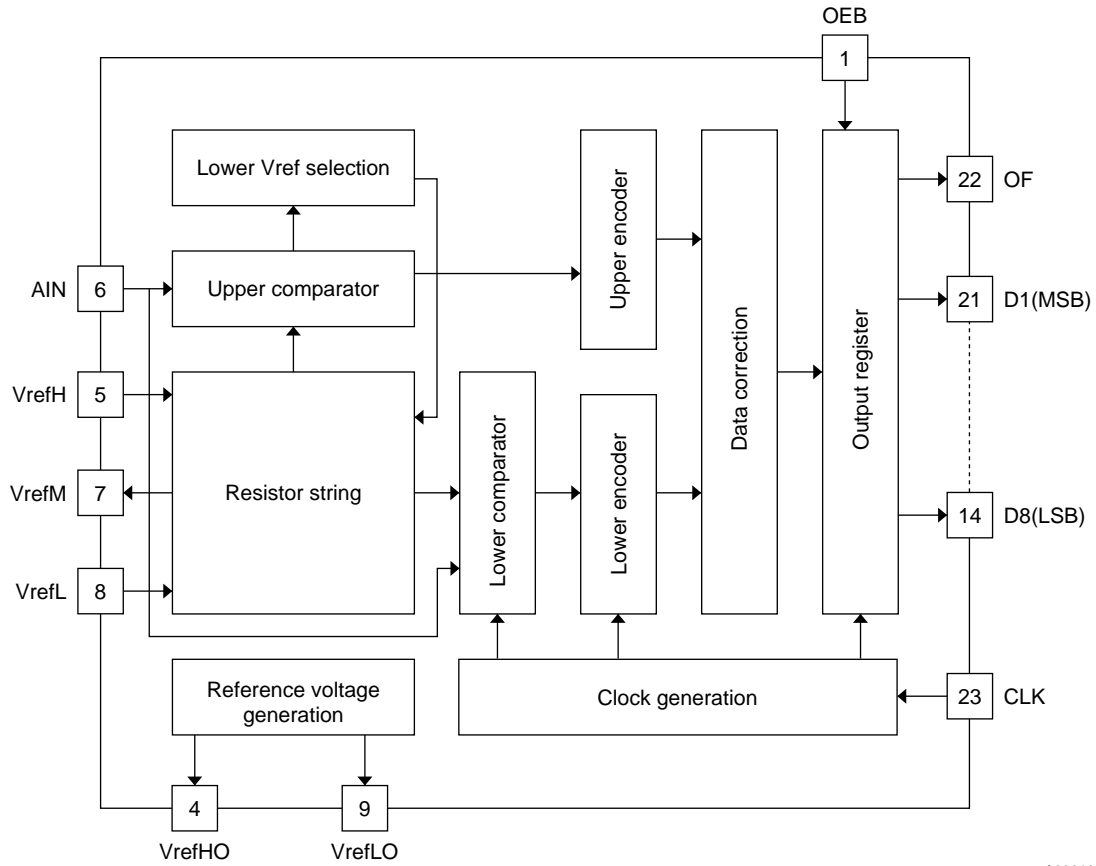 OEB
1
Lower Vref selection
Upper encoder
Data correction
Output register
22
OF
AIN
6
Upper comparator
21
D1(MSB)
VrefH
5
VrefM
7
Resistor string
Lower comparator
Lower encoder
14
D8(LSB)
VrefL
8
Reference voltage
generation
Clock generation
23
CLK
4
9
VrefHO
VrefLO